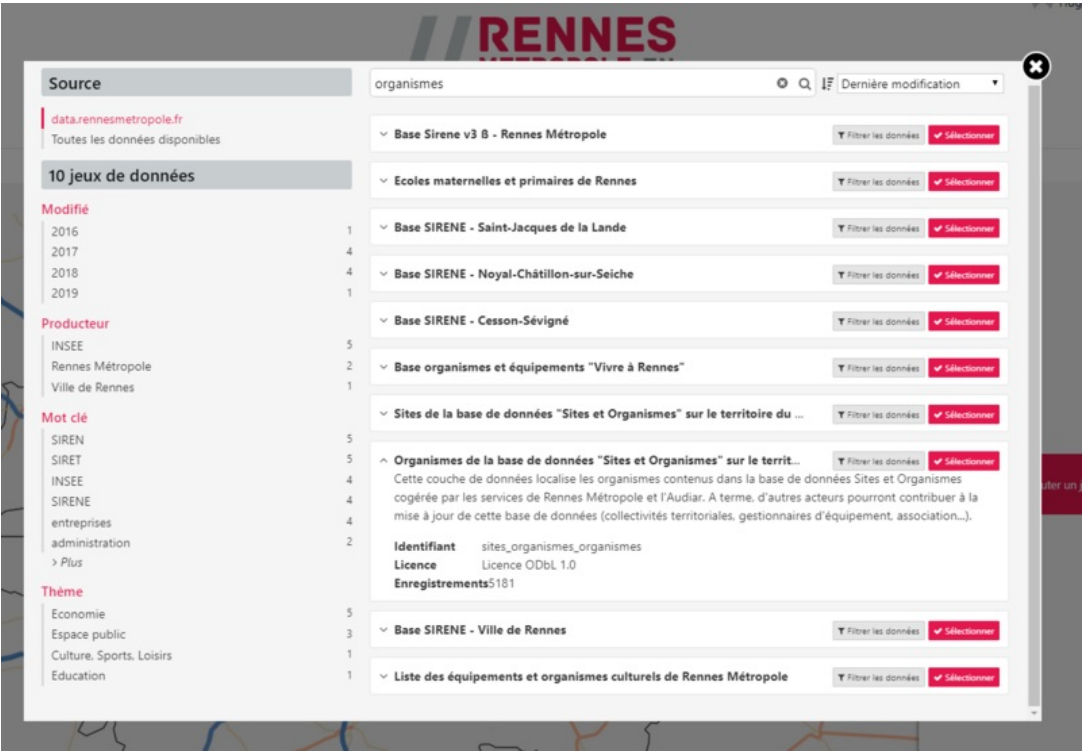 RENNES
Source
data.rennesmetropole.fr
Toutes les données disponibles
10 jeux de données
Modifié
2016 1
2017 4
2018 4
2019 1
Producteur
INSEE 5
Rennes Métropole 2
Ville de Rennes 1
Mot clé
SIREN 5
SIRET 5
INSEE 4
SIRENE 4
entreprises 4
administration 2
> Plus
Thème
Economie 5
Espace public 3
Culture, Sports, Loisirs 1
Education 1
organismes Dernière modification
Base Sirene v3 ß - Rennes Métropole Filtrer les données Sélectionner
Ecoles maternelles et primaires de Rennes Filtrer les données Sélectionner
Base SIRENE - Saint-Jacques de la Lande Filtrer les données Sélectionner
Base SIRENE - Noyal-Châtillon-sur-Seiche Filtrer les données Sélectionner
Base SIRENE - Cesson-Sévigné Filtrer les données Sélectionner
Base organismes et équipements "Vivre à Rennes" Filtrer les données Sélectionner
Sites de la base de données "Sites et Organismes" sur le territoire du ... Filtrer les données Sélectionner
Organismes de la base de données "Sites et Organismes" sur le territ... Filtrer les données Sélectionner
Cette couche de données localise les organismes contenus dans la base de données Sites et Organismes
cogérée par les services de Rennes Métropole et l'Audiar. A terme, d'autres acteurs pourront contribuer à la
mise à jour de cette base de données (collectivités territoriales, gestionnaires d'équipement, association...).
Identifiant sites_organismes_organismes
Licence Licence ODbL 1.0
Enregistrements5181
Base SIRENE - Ville de Rennes Filtrer les données Sélectionner
Liste des équipements et organismes culturels de Rennes Métropole Filtrer les données Sélectionner
uter un j